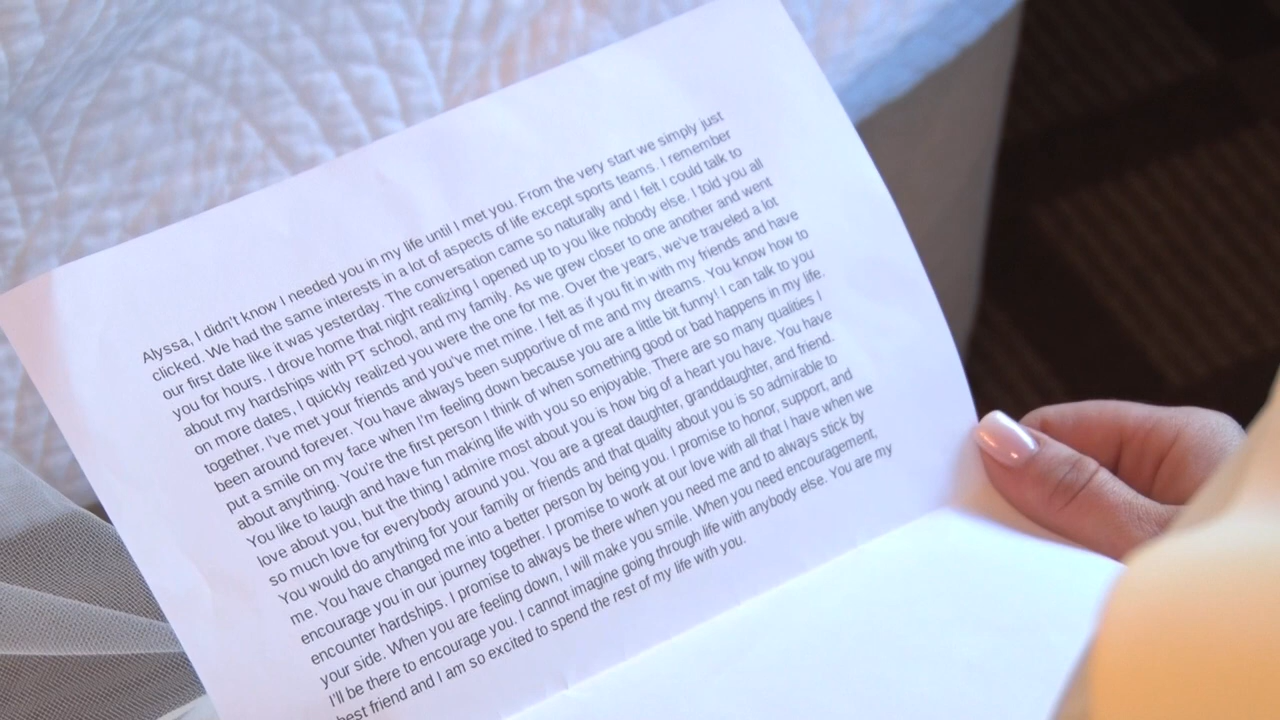 Alyssa, I didn't know I needed you in my life until I met you. From the very start we simply just
clicked. We had the same interests in a lot of aspects of life except sports teams. I remember
our first date like it was yesterday. The conversation came so naturally and I felt I could talk to
you for hours. I drove home that night realizing I opened up to you like nobody else. I told you all
about my hardships with PT school, and my family. As we grew closer to one another and went
on more dates, I quickly realized you were the one for me. Over the years, we've traveled a lot
together. I've met your friends and you've met mine. I felt as if you fit in with my friends and have
been around forever. You have always been supportive of me and my dreams. You know how to
put a smile on my face when I'm feeling down because you are a little bit funny! I can talk to you
about anything. You're the first person I think of when something good or bad happens in my life.
You like to laugh and have fun making life with you so enjoyable. There are so many qualities I
love about you, but the thing I admire most about you is how big of a heart you have. You have
so much love for everybody around you. You are a great daughter, granddaughter, and friend.
You would do anything for your family or friends and that quality about you is so admirable to
me. You have changed me into a better person by being you. I promise to honor, support, and
encourage you in our journey together. I promise to work at our love with all that I have when we
encounter hardships. I promise to always be there when you need me and to always stick by
your side. When you are feeling down, I will make you smile. When you need encouragement,
I'll be there to encourage you. I cannot imagine going through life with anybody else. You are my
best friend and I am so excited to spend the rest of my life with you.